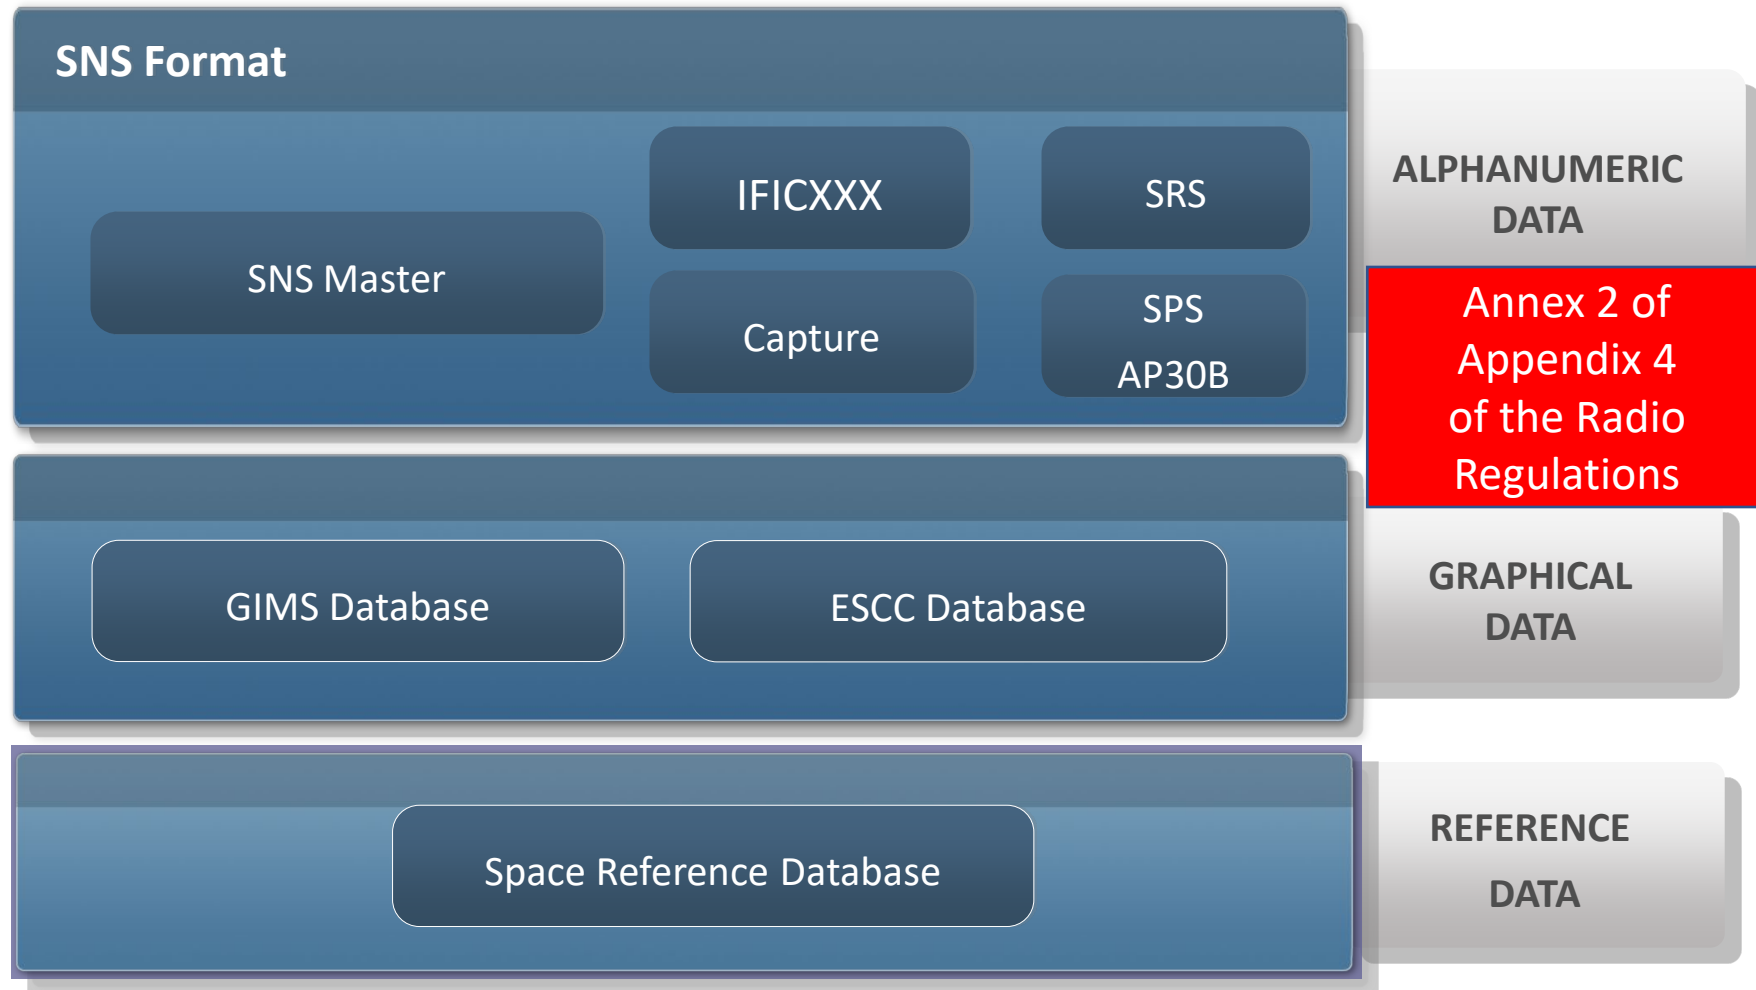 SNS Format
SNS Master
IFICXXX
SRS
Capture
SPS
AP30B
ALPHANUMERIC
DATA
Annex 2 of
Appendix 4
of the Radio
Regulations
GIMS Database
ESCC Database
GRAPHICAL
DATA
Space Reference Database
REFERENCE
DATA